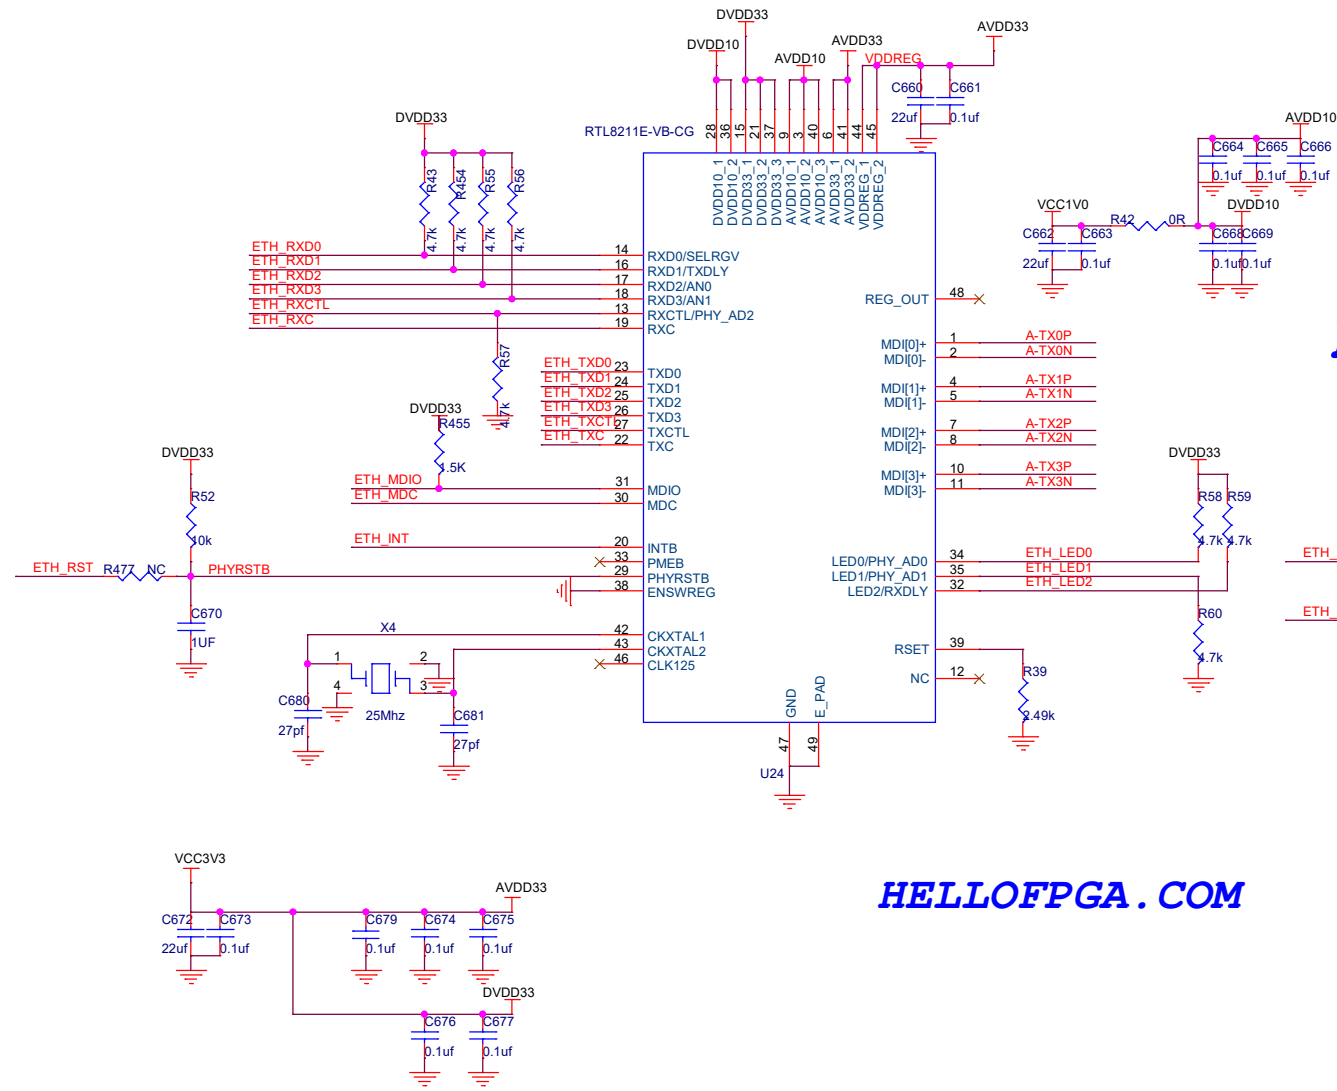 DVDD33
AVDD33
DVDD10
AVDD33
AVDD10
VDDREG
C660
C661
22uf
0.1uf
DVDD33
RTL8211E-VB-CG
28
36
15
21
37
9
3
40
6
41
44
45
DVDD10_1
DVDD10_2
DVDD33_1
DVDD33_2
DVDD33_3
AVDD10_1
AVDD10_2
AVDD10_3
AVDD33_1
AVDD33_2
VDDREG_1
VDDREG_2
AVDD10
C664
C665
C666
0.1uf
0.1uf
0.1uf
R43
R454
R55
R56
4.7k
4.7k
4.7k
4.7k
VCC1V0
DVDD10
R42
0R
C662
C663
C668
C669
22uf
0.1uf
0.1uf
0.1uf
ETH_RXD0
14
RXD0/SELRGV
ETH_RXD1
16
RXD1/TXDLY
ETH_RXD2
17
RXD2/AN0
ETH_RXD3
18
RXD3/AN1
ETH_RXCTL
13
RXCTL/PHY_AD2
ETH_RXC
19
RXC
REG_OUT
48
MDI[0]+
1
A-TX0P
MDI[0]-
2
A-TX0N
R57
4.7k
ETH_TXD0
23
TXD0
ETH_TXD1
24
TXD1
ETH_TXD2
25
TXD2
ETH_TXD3
26
TXD3
ETH_TXCTL
27
TXCTL
ETH_TXC
22
TXC
MDI[1]+
4
A-TX1P
MDI[1]-
5
A-TX1N
MDI[2]+
7
A-TX2P
MDI[2]-
8
A-TX2N
MDI[3]+
10
A-TX3P
MDI[3]-
11
A-TX3N
DVDD33
R455
1.5K
ETH_MDIO
31
MDIO
ETH_MDC
30
MDC
DVDD33
R52
10k
DVDD33
R58
R59
4.7k
4.7k
ETH_INT
20
INTB
33
PMEB
ETH_RST
R477
NC
PHYRSTB
29
PHYRSTB
38
ENSWREG
LED0/PHY_AD0
34
ETH_LED0
LED1/PHY_AD1
35
ETH_LED1
LED2/RXDLY
32
ETH_LED2
ETH_
ETH_
C670
1UF
R60
4.7k
X4
42
CKXTAL1
43
CKXTAL2
46
CLK125
1
2
4
3
25Mhz
C680
27pf
C681
27pf
RSET
39
NC
12
R39
2.49k
GND
E_PAD
47
49
U24
VCC3V3
AVDD33
C672
C673
C679
C674
C675
22uf
0.1uf
0.1uf
0.1uf
0.1uf
DVDD33
C676
C677
0.1uf
0.1uf
HELLOFPGA.COM